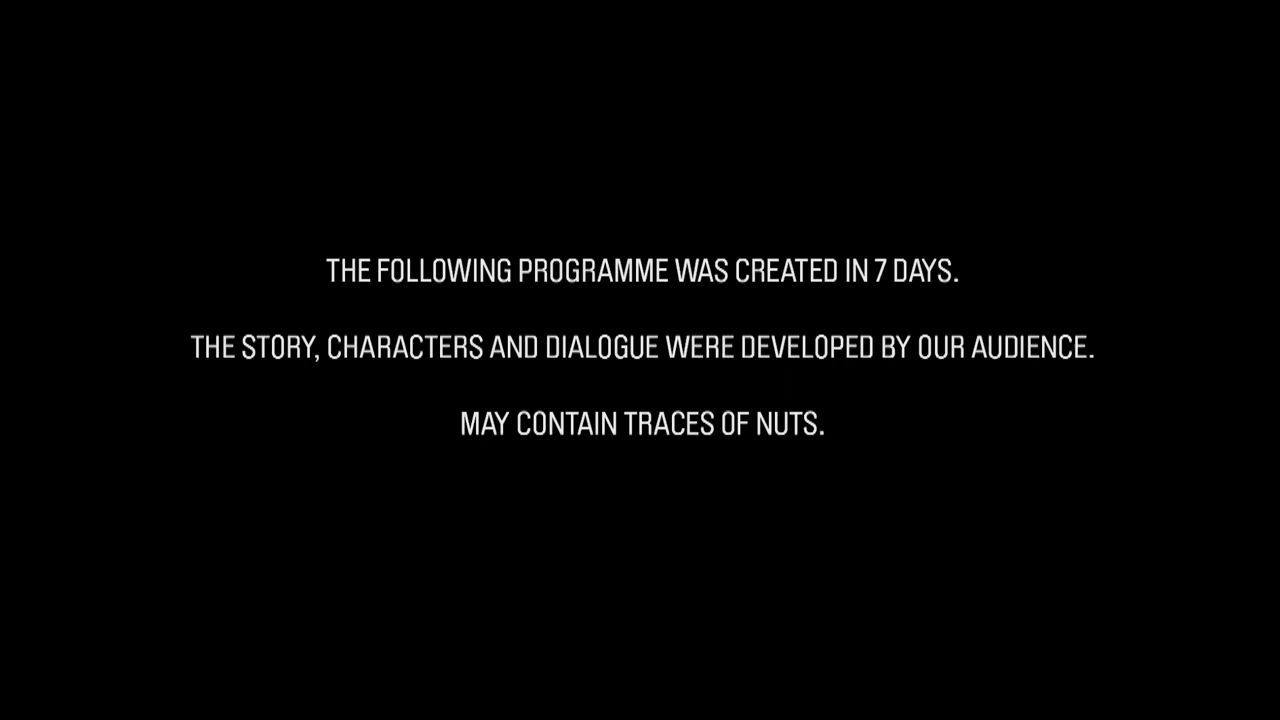 THE FOLLOWING PROGRAMME WAS CREATED IN 7 DAYS.
THE STORY, CHARACTERS AND DIALOGUE WERE DEVELOPED BY OUR AUDIENCE.
MAY CONTAIN TRACES OF NUTS.